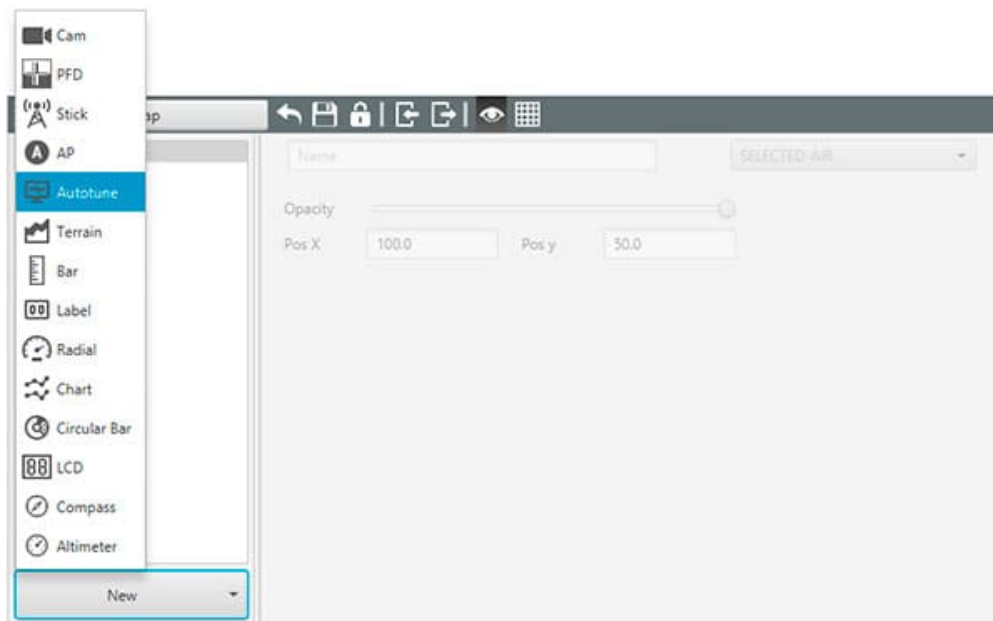 Cam
PFD
Stick
ap
AP
Autotune
Terrain
Bar
Label
Radial
Chart
Circular Bar
LCD
Compass
Altimeter
New
Name
SELECTED-AIR
Opacity
Pos X 100.0 Pos y 50.0